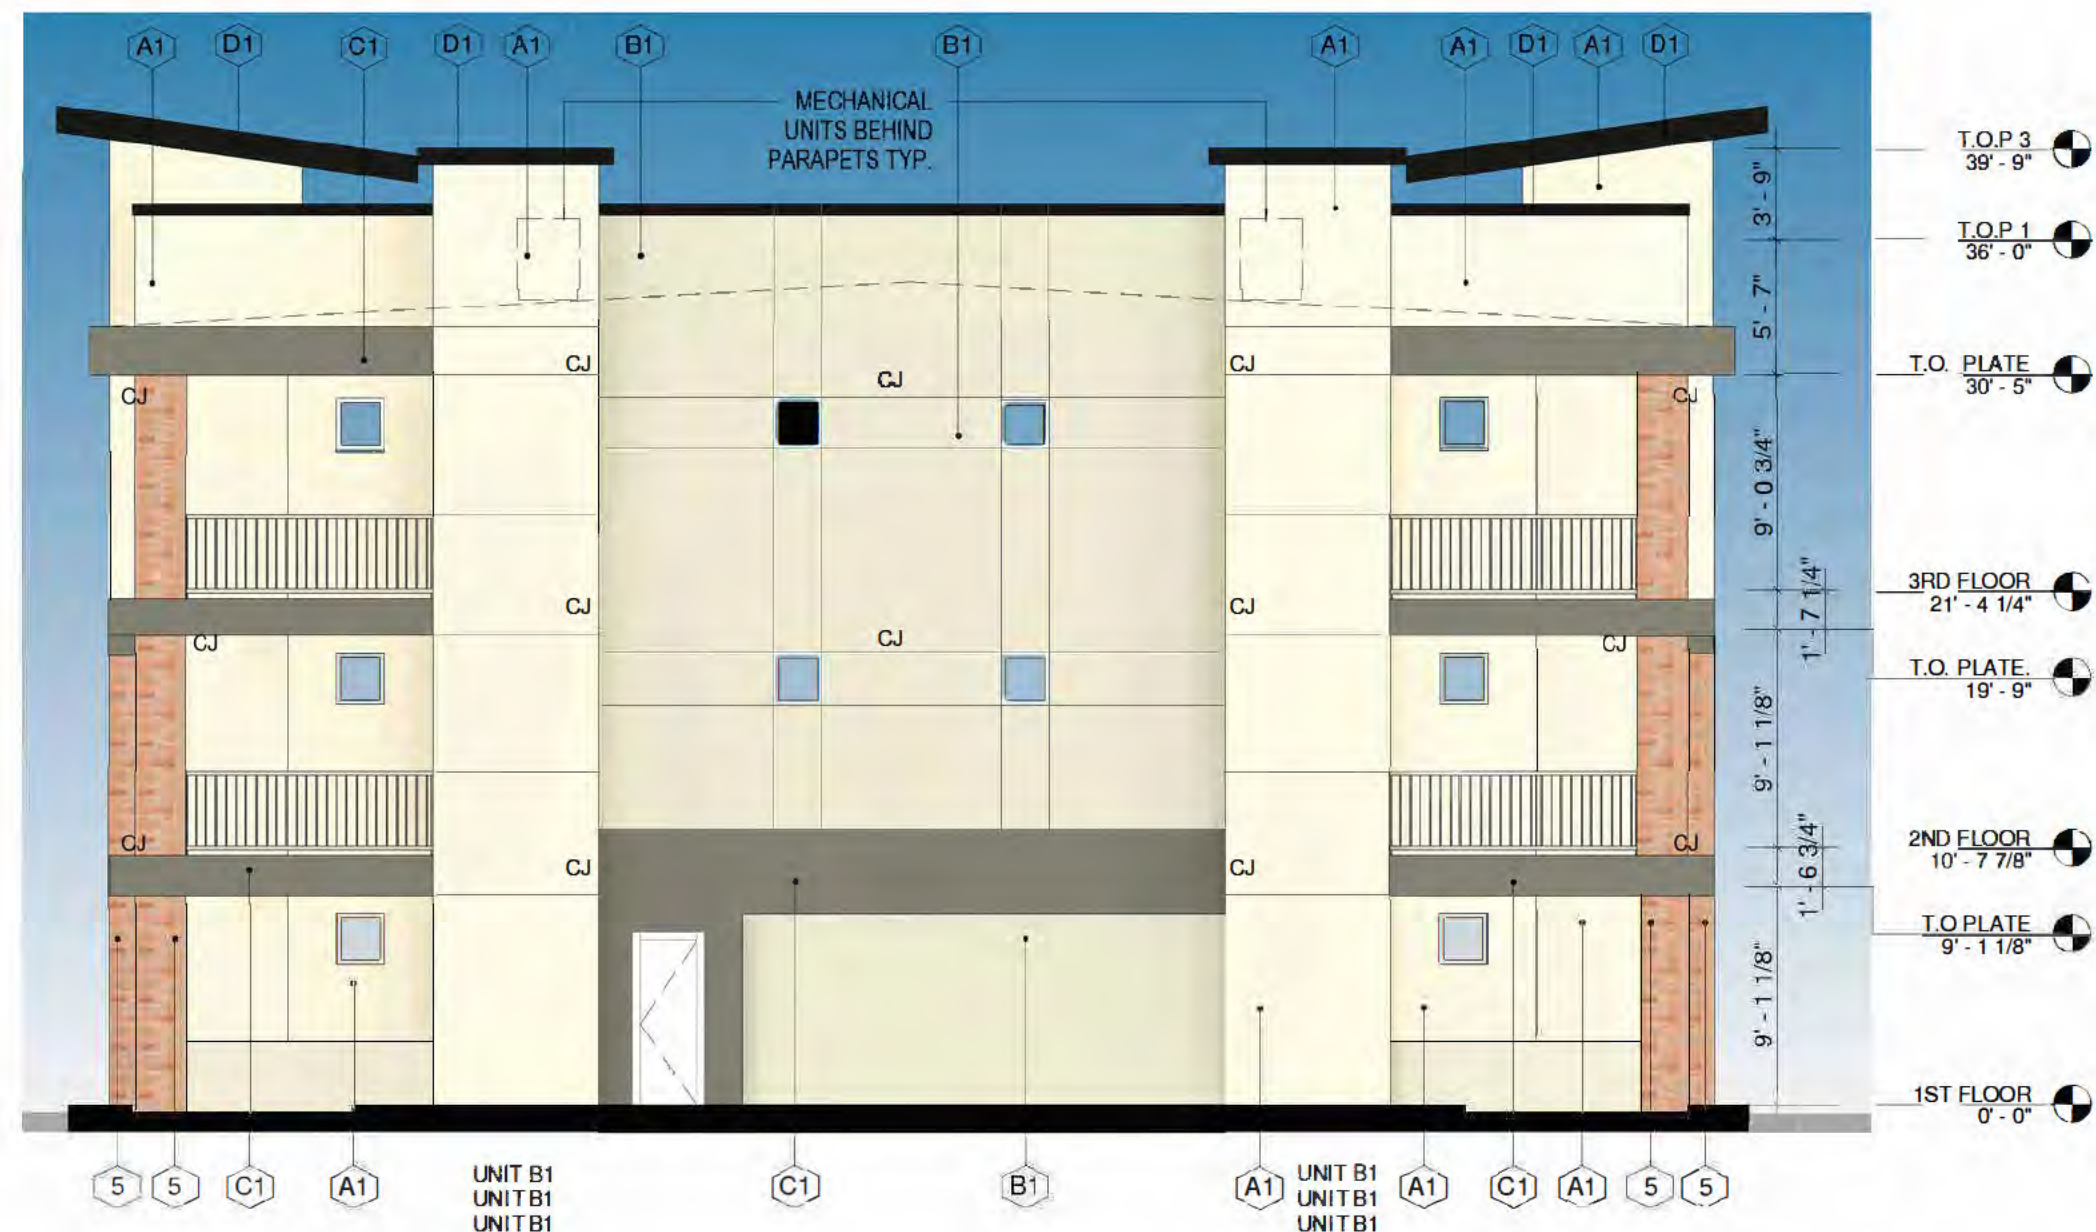 A1 D1 C1 D1 A1 B1 B1 A1 A1 D1 A1 D1
MECHANICAL
UNITS BEHIND
PARAPETS TYP.
T.O.P 3
39' - 9"
3' - 9"
T.O.P 1
36' - 0"
5' - 7"
CJ CJ CJ
T.O. PLATE
30' - 5"
CJ CJ
9' - 0 3/4"
3RD FLOOR
21' - 4 1/4"
CJ CJ
1' - 7 1/4"
CJ CJ CJ
T.O. PLATE.
19' - 9"
9' - 1 1/8"
2ND FLOOR
10' - 7 7/8"
CJ CJ
CJ CJ
1' - 6 3/4"
T.O PLATE
9' - 1 1/8"
9' - 1 1/8"
1ST FLOOR
0' - 0"
5 5 C1 A1 C1 B1 A1 A1 C1 A1 5 5
UNIT B1
UNIT B1
UNIT B1
UNIT B1
UNIT B1
UNIT B1